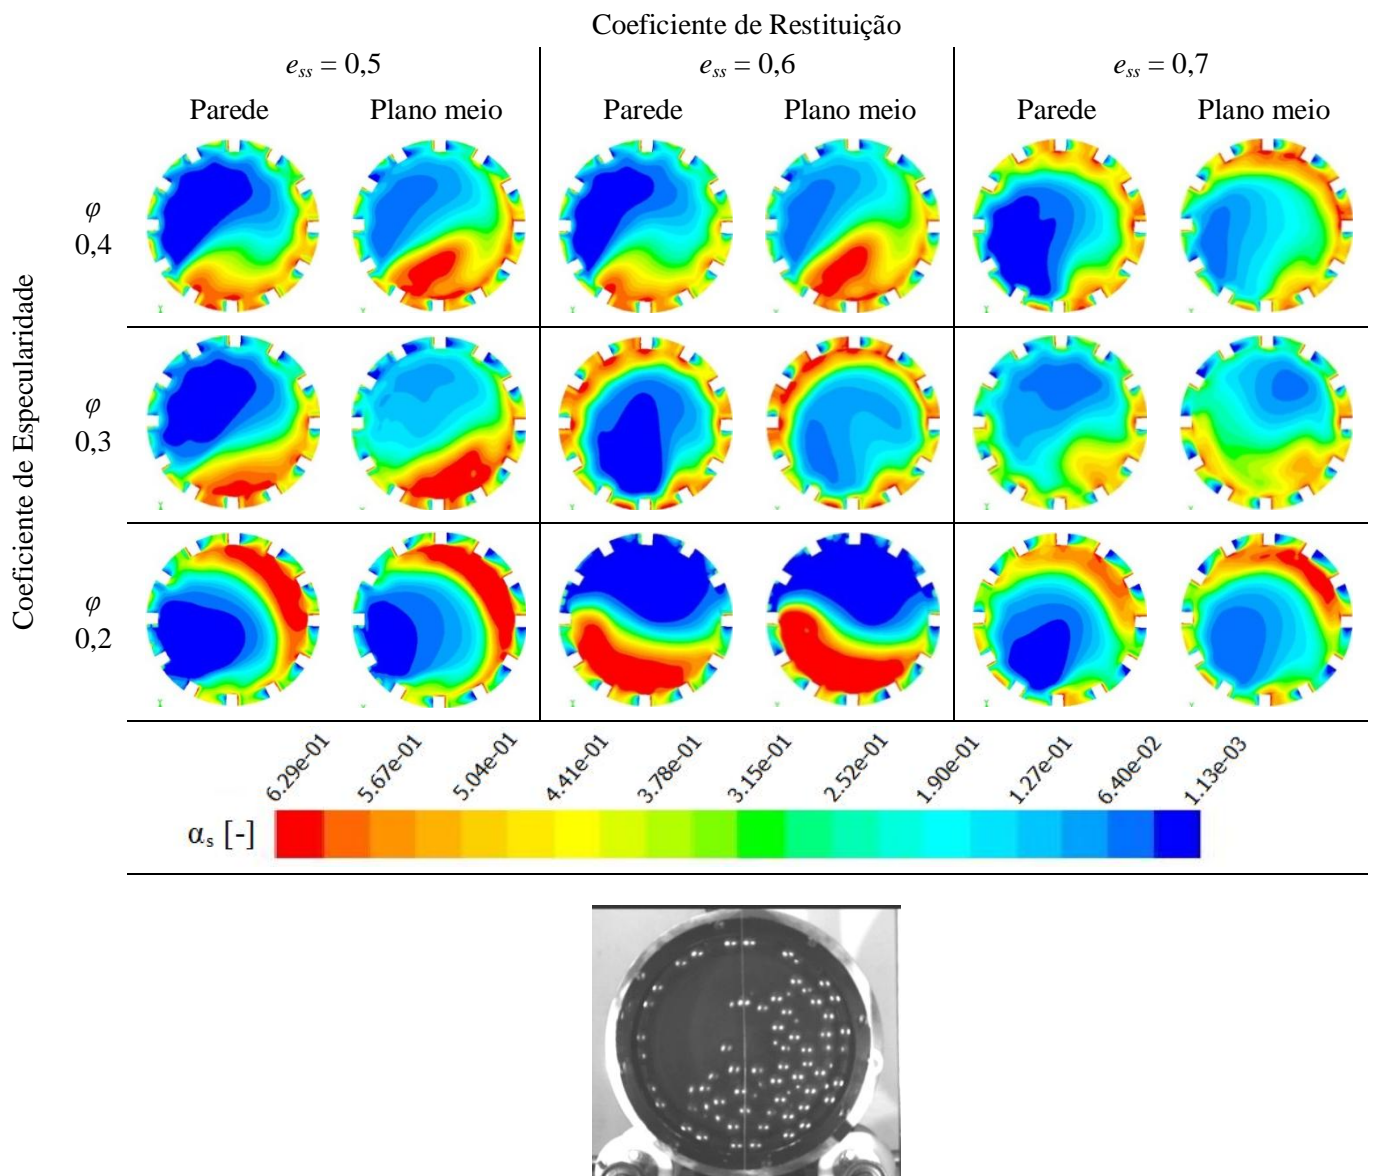 Coeficiente de Restituição
e_ss = 0,5 e_ss = 0,6 e_ss = 0,7
Parede Plano meio Parede Plano meio Parede Plano meio
Coeficiente de Especularidade
φ
0,4
φ
0,3
φ
0,2
6.29e-01 5.67e-01 5.04e-01 4.41e-01 3.78e-01 3.15e-01 2.52e-01 1.90e-01 1.27e-01 6.40e-02 1.13e-03
α_s [-]